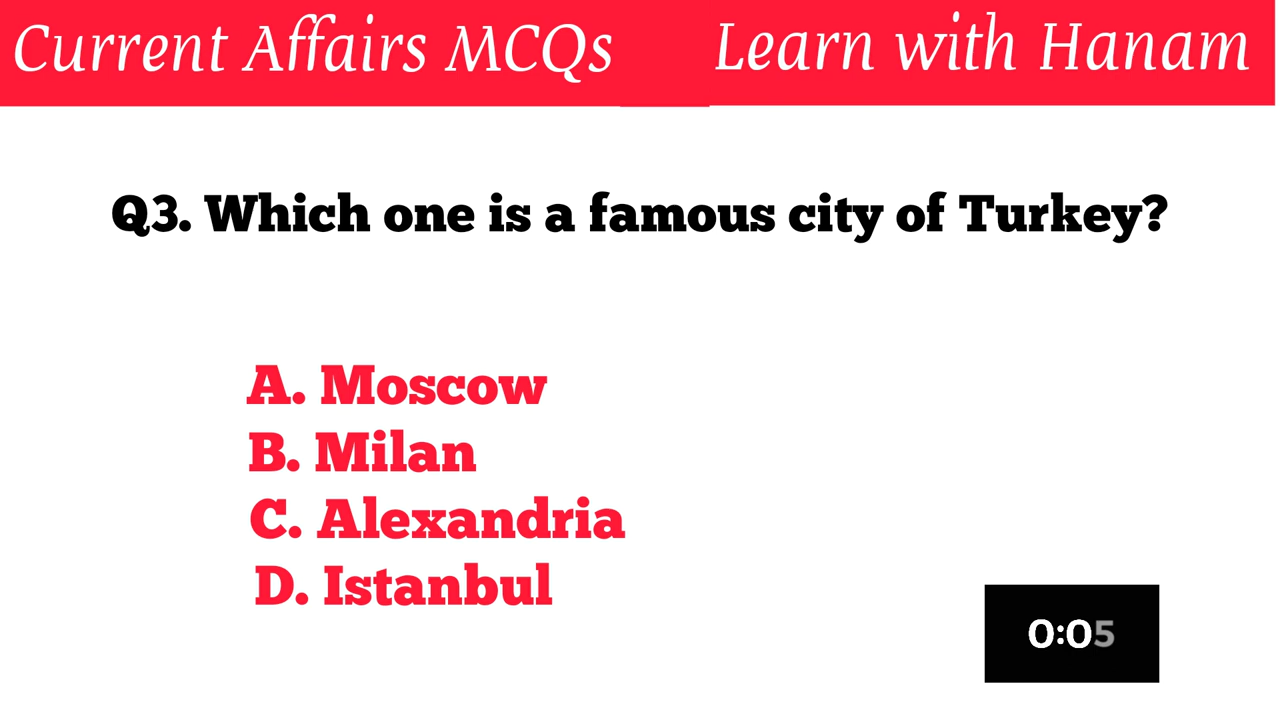 Current Affairs MCQs
Learn with Hanam
Q3. Which one is a famous city of Turkey?
A. Moscow
B. Milan
C. Alexandria
D. Istanbul
0:05